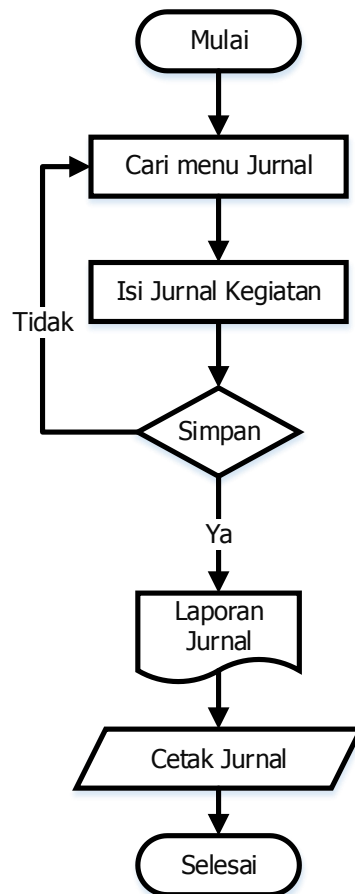 Mulai
Cari menu Jurnal
Isi Jurnal Kegiatan
Tidak
Simpan
Ya
Laporan
Jurnal
Cetak Jurnal
Selesai